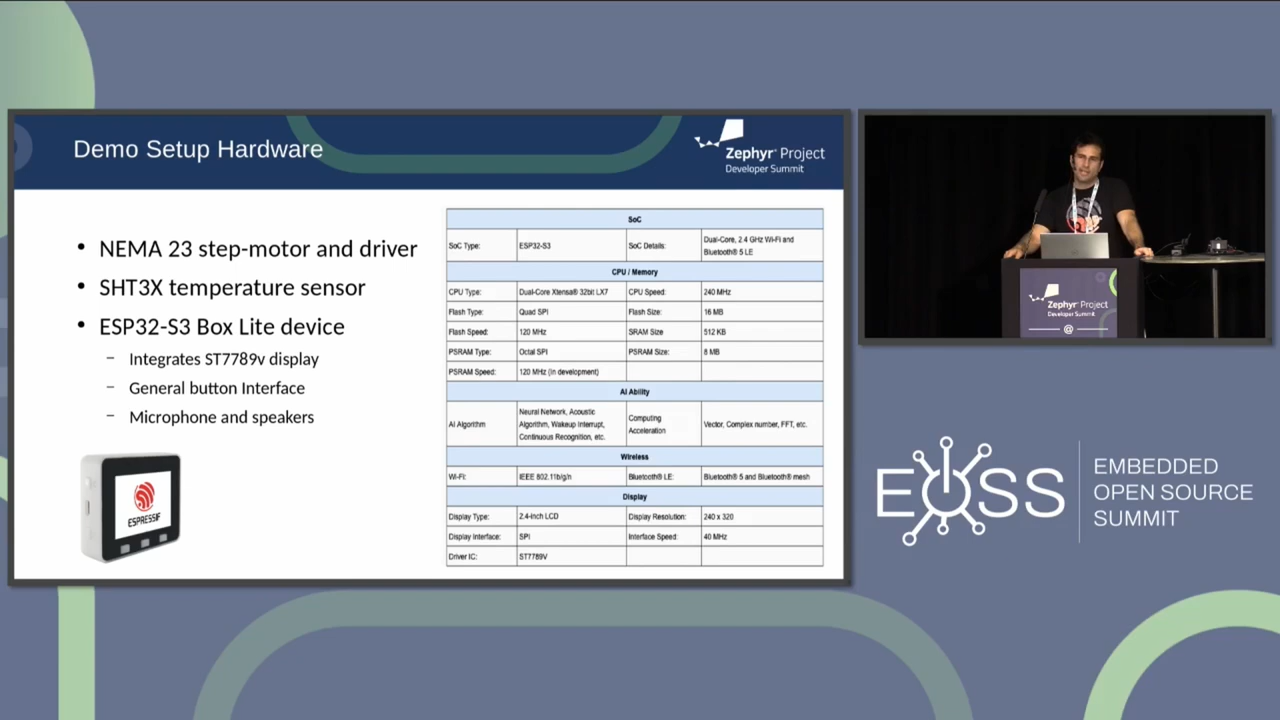 Demo Setup Hardware
Zephyr™ Project
Developer Summit
• NEMA 23 step-motor and driver
• SHT3X temperature sensor
• ESP32-S3 Box Lite device
– Integrates ST7789v display
– General button Interface
– Microphone and speakers
ESPRESSIF
SoC
SoC Type: ESP32-S3 SoC Details: Dual-Core, 2.4 GHz Wi-Fi and
Bluetooth® 5 LE
CPU / Memory
CPU Type: Dual-Core Xtensa® 32bit LX7 CPU Speed: 240 MHz
Flash Type: Quad SPI Flash Size: 16 MB
Flash Speed: 120 MHz SRAM Size 512 KB
PSRAM Type: Octal SPI PSRAM Size: 8 MB
PSRAM Speed: 120 MHz (in development)
AI Ability
AI Algorithm Neural Network, Acoustic
Algorithm, Wakeup Interrupt,
Continuous Recognition, etc.
Computing
Acceleration
Vector, Complex number, FFT, etc.
Wireless
Wi-Fi: IEEE 802.11b/g/n Bluetooth® LE: Bluetooth® 5 and Bluetooth® mesh
Display
Display Type: 2.4-inch LCD Display Resolution: 240 x 320
Display Interface: SPI Interface Speed: 40 MHz
Driver IC: ST7789V
Zephyr® Project
Developer Summit
@
EOSS
EMBEDDED
OPEN SOURCE
SUMMIT